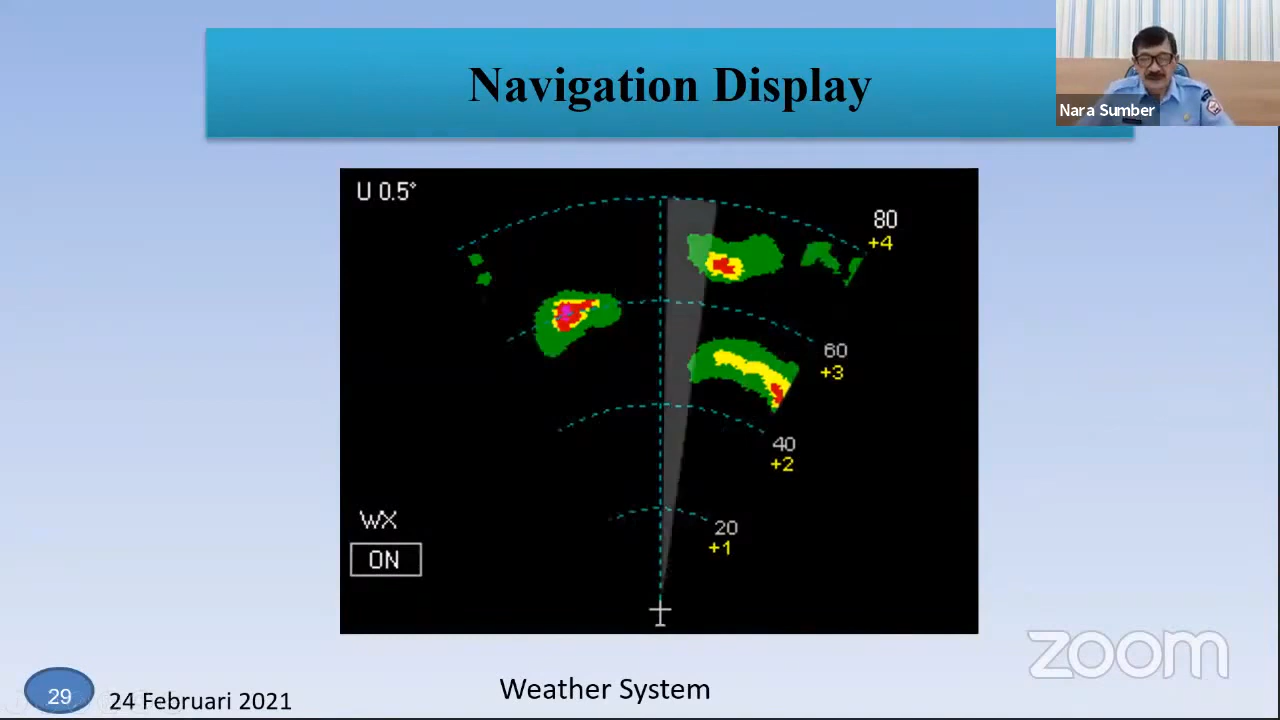 Navigation Display
Nara Sumber
U 0.5°
80
+4
60
+3
40
+2
20
+1
WX
ON
zoom
29
24 Februari 2021
Weather System